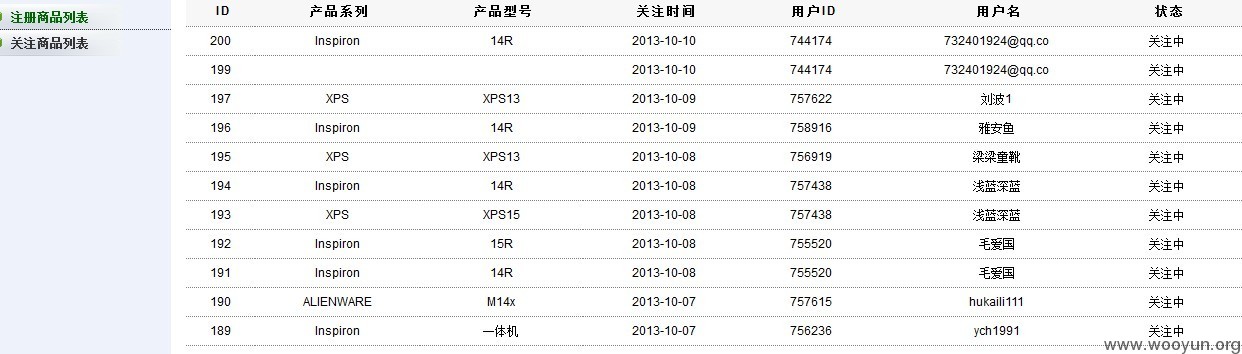 注册商品列表
关注商品列表
ID 产品系列 产品型号 关注时间 用户ID 用户名 状态
200 Inspiron 14R 2013-10-10 744174 732401924@qq.co 关注中
199 2013-10-10 744174 732401924@qq.co 关注中
197 XPS XPS13 2013-10-09 757622 刘波1 关注中
196 Inspiron 14R 2013-10-09 758916 雅安鱼 关注中
195 XPS XPS13 2013-10-08 756919 梁梁童靴 关注中
194 Inspiron 14R 2013-10-08 757438 浅蓝深蓝 关注中
193 XPS XPS15 2013-10-08 757438 浅蓝深蓝 关注中
192 Inspiron 15R 2013-10-08 755520 毛爱国 关注中
191 Inspiron 14R 2013-10-08 755520 毛爱国 关注中
190 ALIENWARE M14x 2013-10-07 757615 hukaili111 关注中
189 Inspiron 一体机 2013-10-07 756236 ych1991 关注中
www.wooyun.org